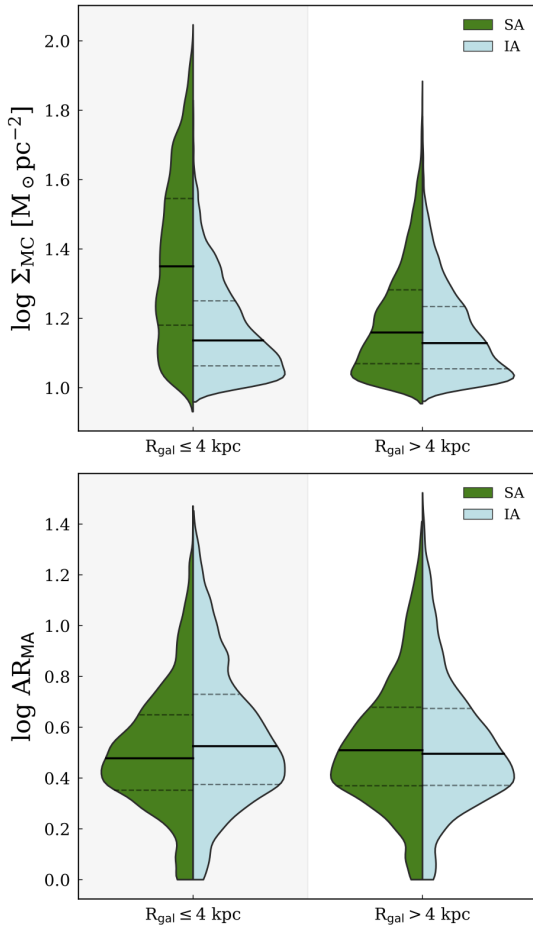 SA
IA
2.0
1.8
1.6
1.4
1.2
1.0
log Σ_MC [M_⊙ pc⁻²]
R_gal ≤ 4 kpc
R_gal > 4 kpc
SA
IA
1.4
1.2
1.0
0.8
0.6
0.4
0.2
0.0
log AR_MA
R_gal ≤ 4 kpc
R_gal > 4 kpc